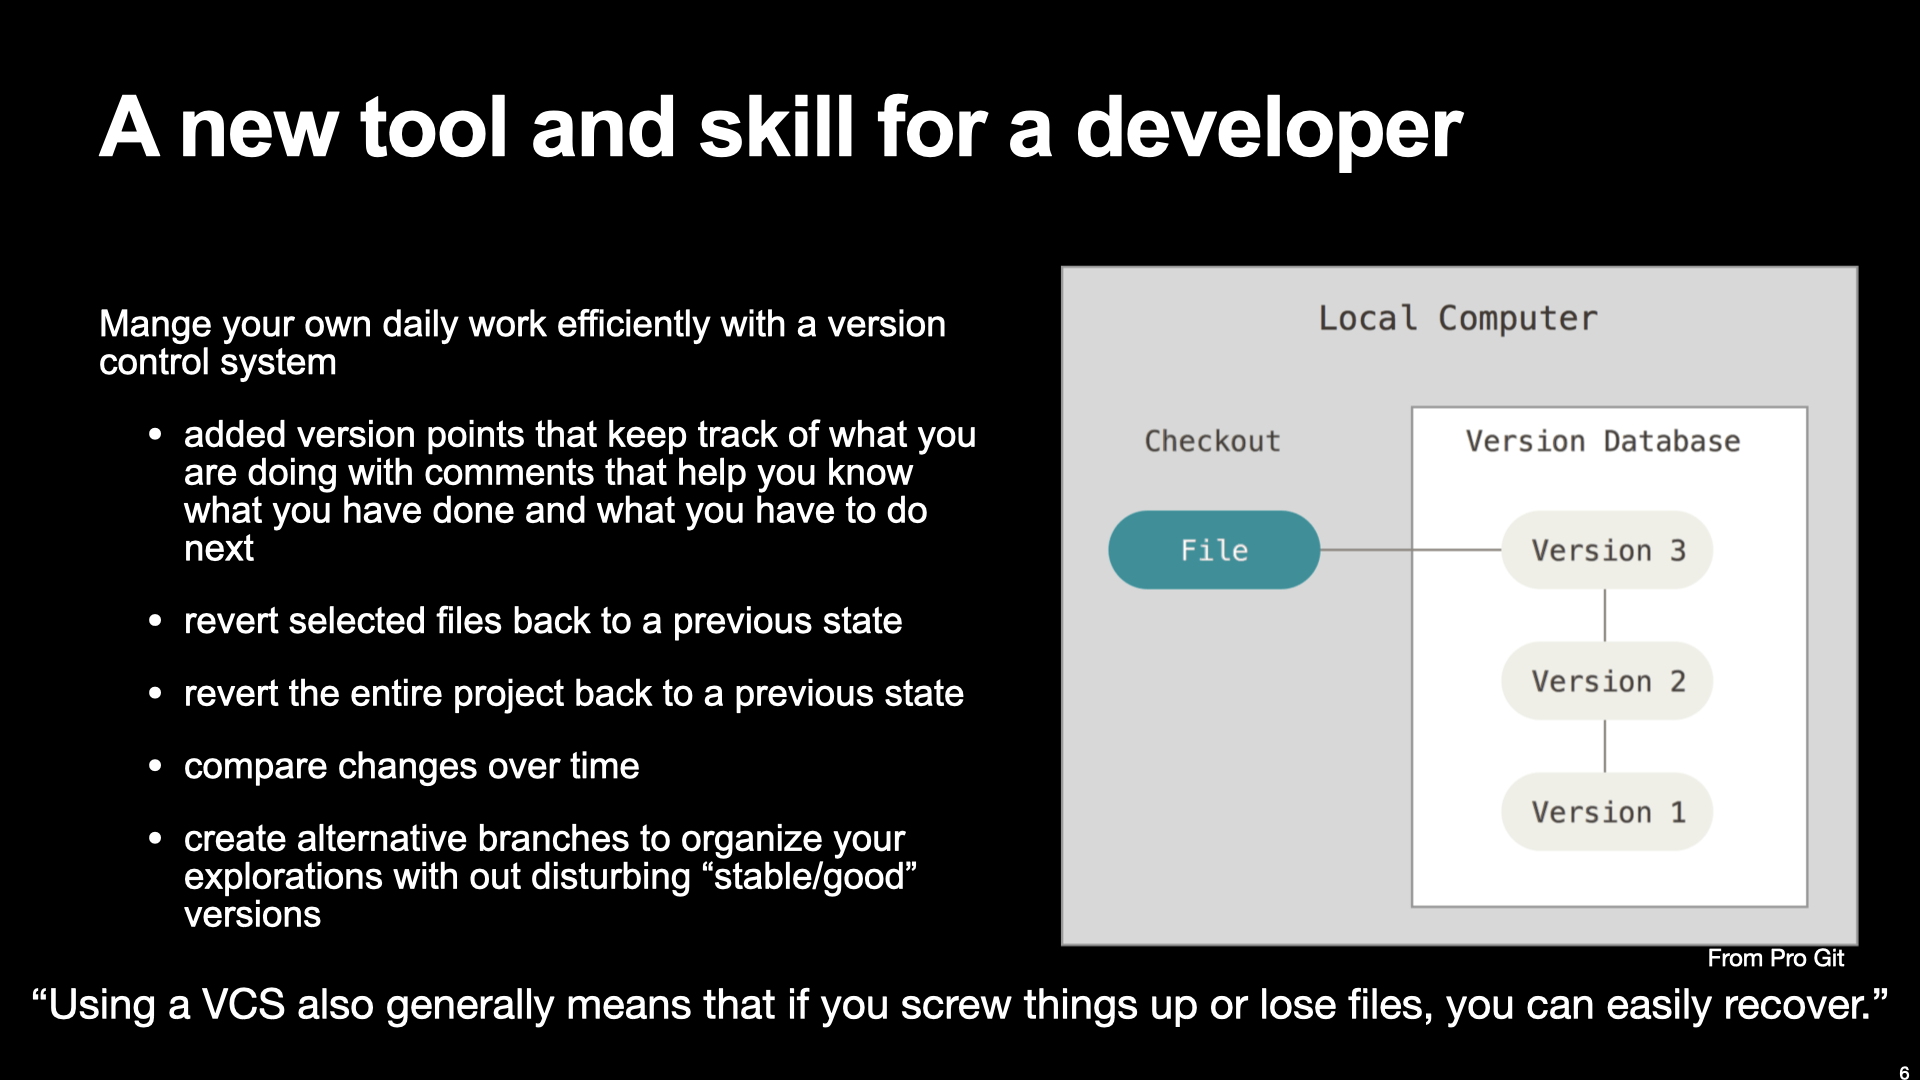 A new tool and skill for a developer
Mange your own daily work efficiently with a version
control system
• added version points that keep track of what you
are doing with comments that help you know
what you have done and what you have to do
next
• revert selected files back to a previous state
• revert the entire project back to a previous state
• compare changes over time
• create alternative branches to organize your
explorations with out disturbing “stable/good”
versions
Local Computer
Checkout
Version Database
File
Version 3
Version 2
Version 1
From Pro Git
“Using a VCS also generally means that if you screw things up or lose files, you can easily recover.”
6